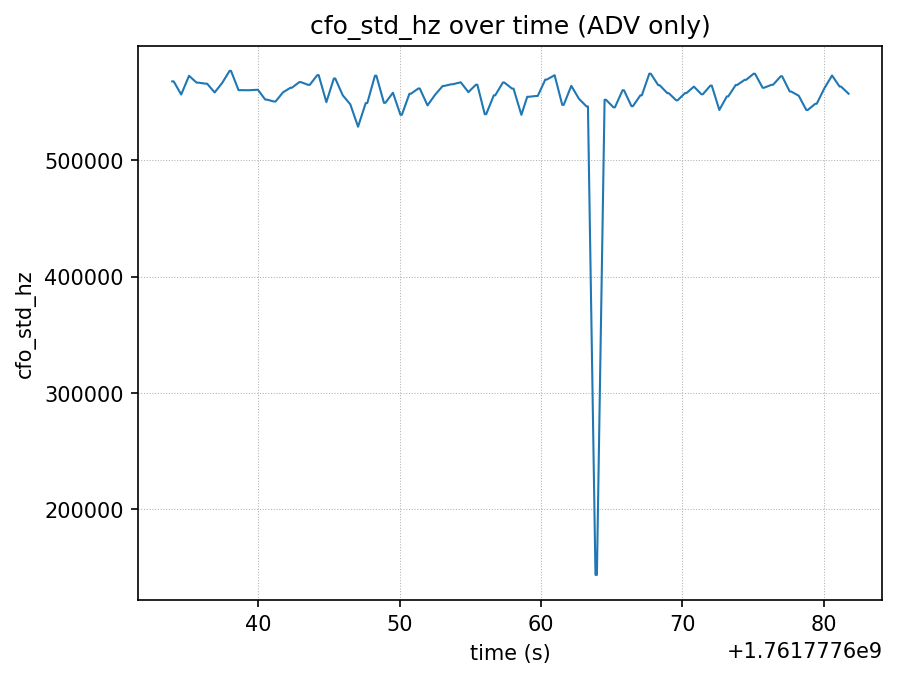 cfo_std_hz over time (ADV only)
cfo_std_hz
500000
400000
300000
200000
40 50 60 70 80
time (s)
+1.7617776e9